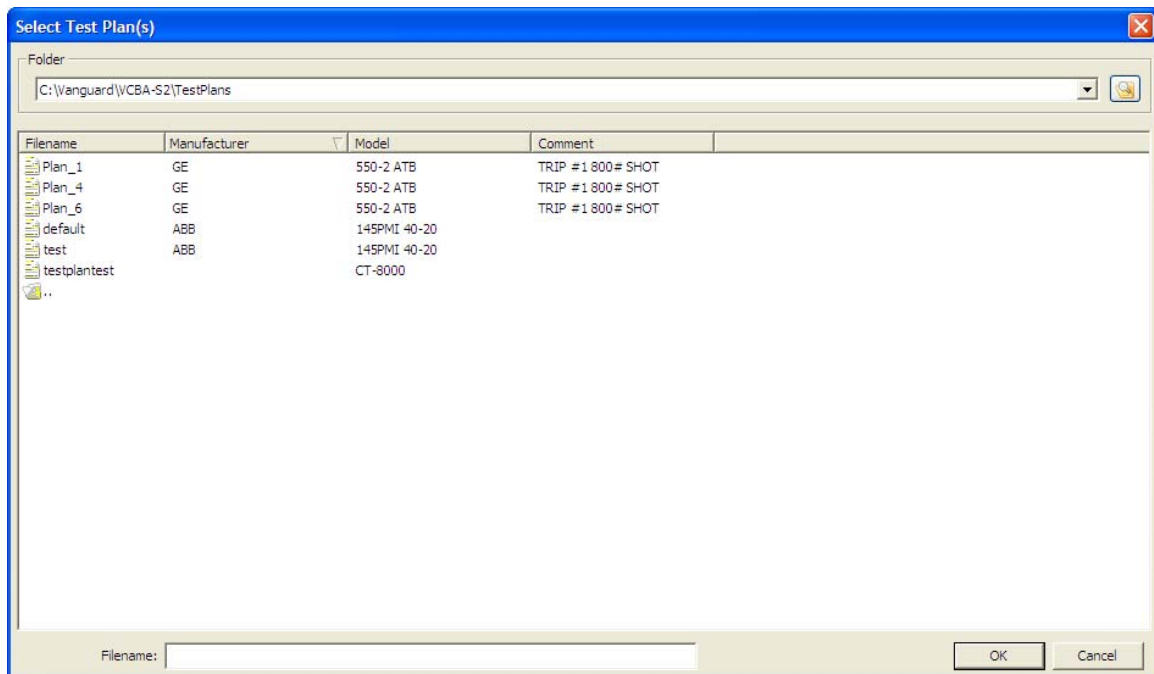 Select Test Plan(s)
Folder
C:\Vanguard\VCBA-S2\TestPlans
Filename Manufacturer Model Comment
Plan_1 GE 550-2 ATB TRIP #1 800# SHOT
Plan_4 GE 550-2 ATB TRIP #1 800# SHOT
Plan_6 GE 550-2 ATB TRIP #1 800# SHOT
default ABB 145PMI 40-20
test ABB 145PMI 40-20
testplantest CT-8000
..
Filename: OK Cancel